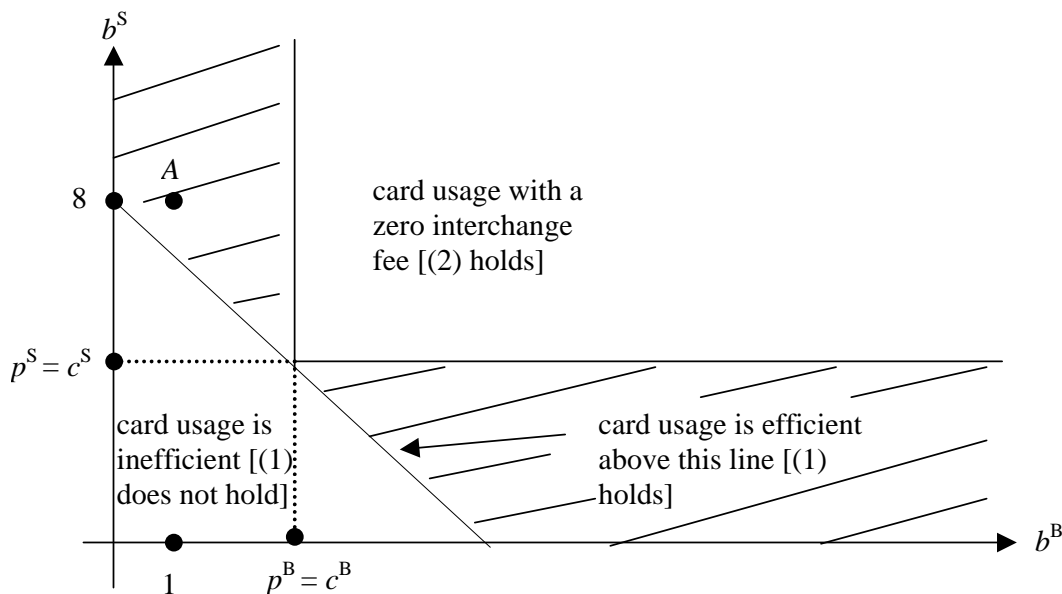 b^S
8
A
card usage with a
zero interchange
fee [(2) holds]
p^S = c^S
card usage is
inefficient [(1)
does not hold]
card usage is efficient
above this line [(1)
holds]
b^B
1
p^B = c^B